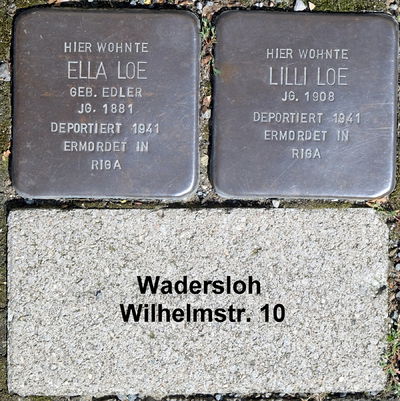 HIER WOHNTE
ELLA LOE
GEB. EDLER
JG. 1881
DEPORTIERT 1941
ERMORDET IN
RIGA
HIER WOHNTE
LILLI LOE
JG. 1908
DEPORTIERT 1941
ERMORDET IN
RIGA
Wadersloh
Wilhelmstr. 10